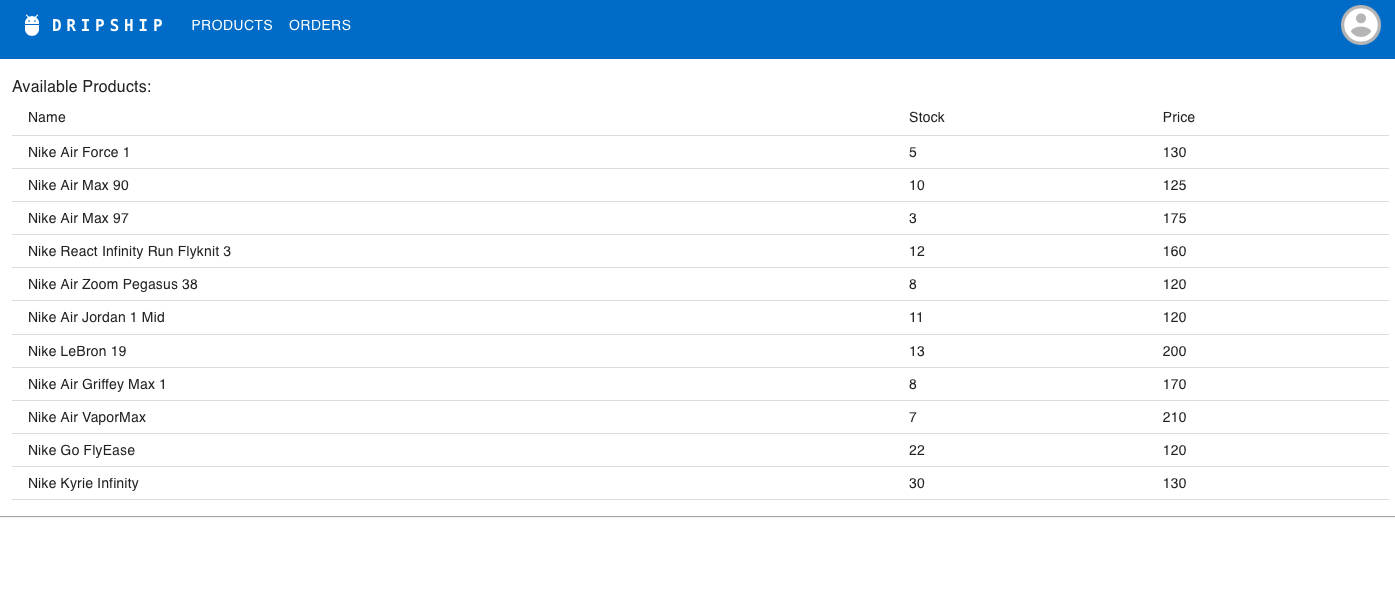 DRIPSHIP PRODUCTS ORDERS
Available Products:
Name Stock Price
Nike Air Force 1 5 130
Nike Air Max 90 10 125
Nike Air Max 97 3 175
Nike React Infinity Run Flyknit 3 12 160
Nike Air Zoom Pegasus 38 8 120
Nike Air Jordan 1 Mid 11 120
Nike LeBron 19 13 200
Nike Air Griffey Max 1 8 170
Nike Air VaporMax 7 210
Nike Go FlyEase 22 120
Nike Kyrie Infinity 30 130